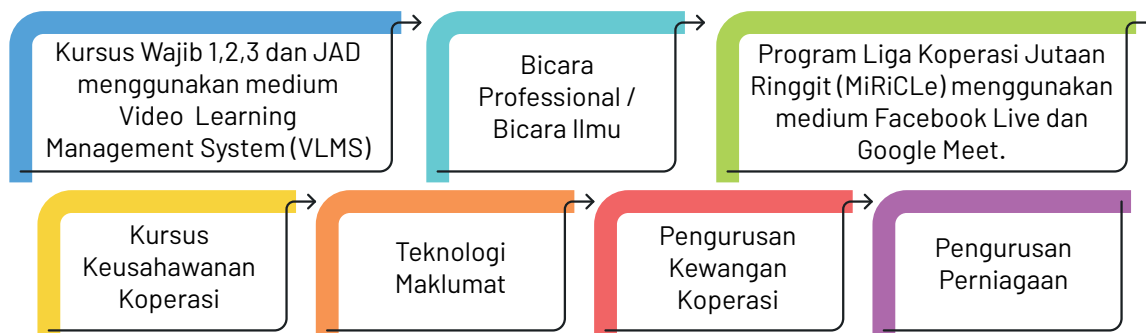 Kursus Wajib 1,2,3 dan JAD
menggunakan medium
Video Learning
Management System (VLMS)
Bicara
Professional /
Bicara Ilmu
Program Liga Koperasi Jutaan
Ringgit (MiRiCLe) menggunakan
medium Facebook Live dan
Google Meet.
Kursus
Keusahawanan
Koperasi
Teknologi
Maklumat
Pengurusan
Kewangan
Koperasi
Pengurusan
Perniagaan